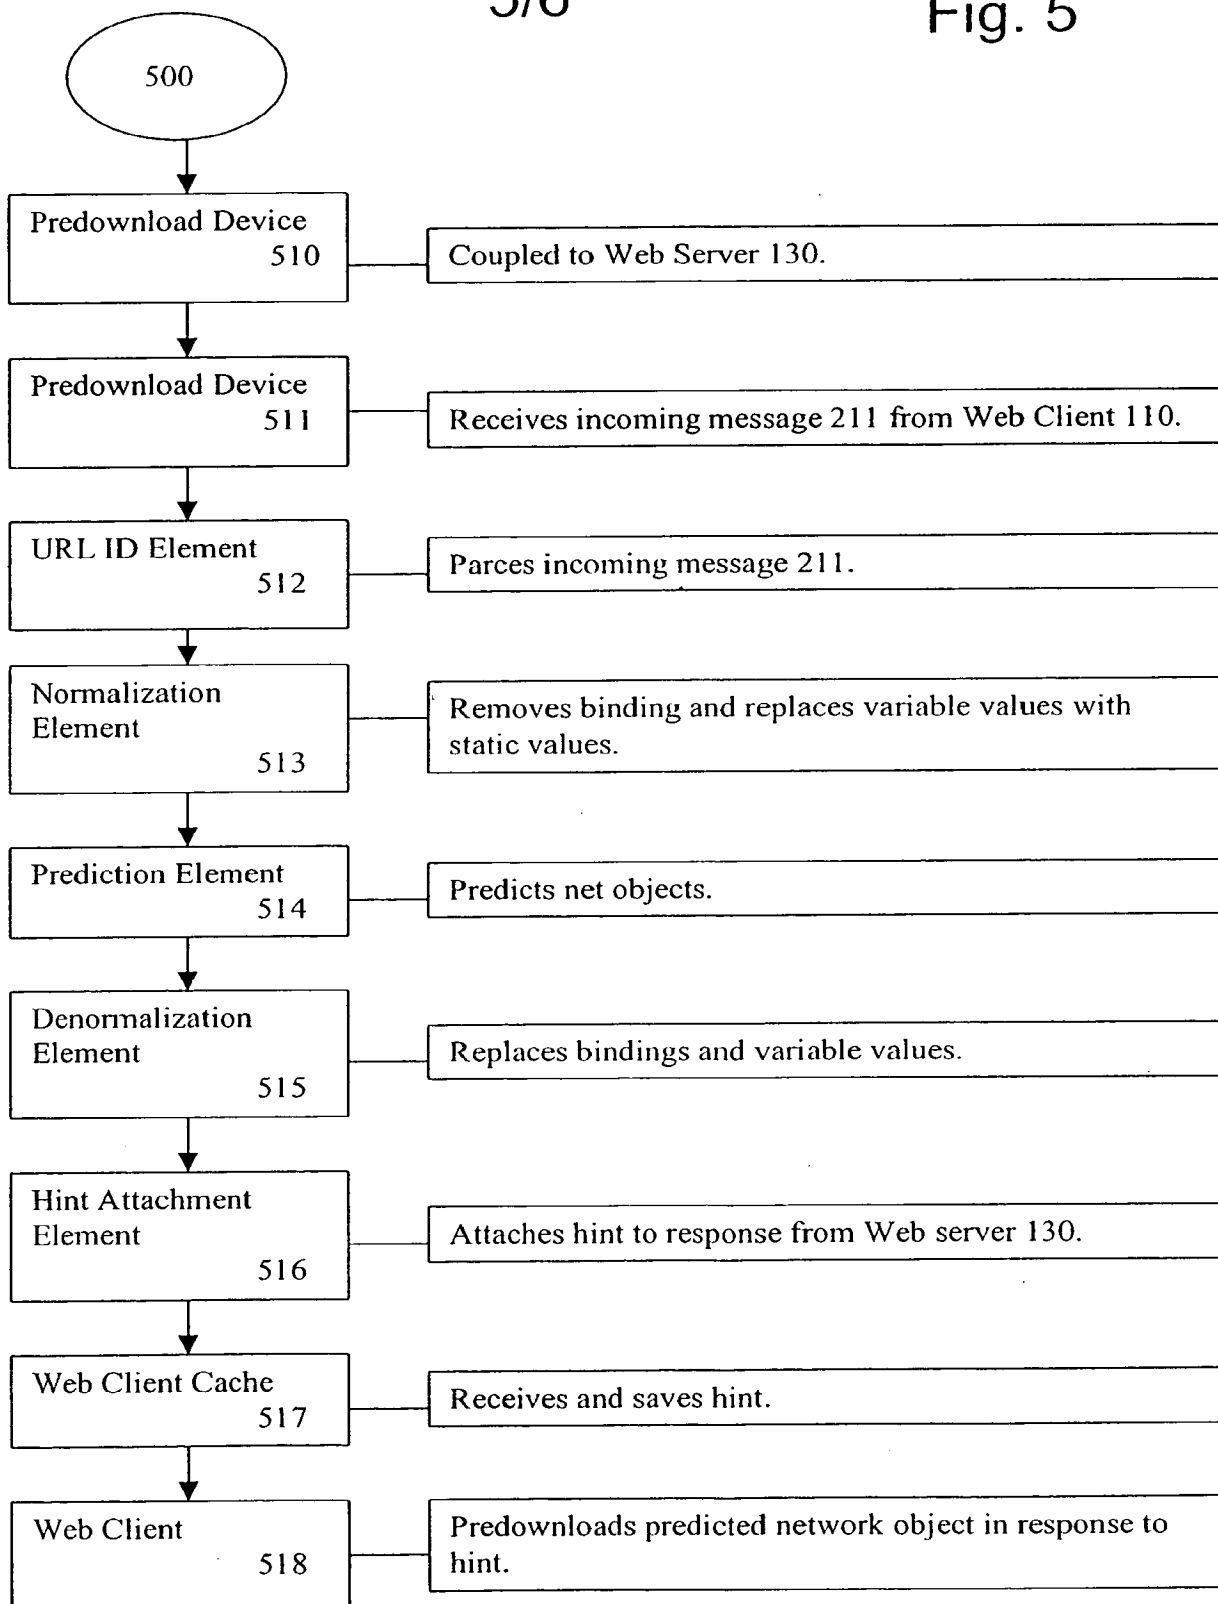 5/6
Fig. 5
500
Predownload Device
510
Coupled to Web Server 130.
Predownload Device
511
Receives incoming message 211 from Web Client 110.
URL ID Element
512
Parces incoming message 211.
Normalization
Element
513
Removes binding and replaces variable values with
static values.
Prediction Element
514
Predicts net objects.
Denormalization
Element
515
Replaces bindings and variable values.
Hint Attachment
Element
516
Attaches hint to response from Web server 130.
Web Client Cache
517
Receives and saves hint.
Web Client
518
Predownloads predicted network object in response to
hint.